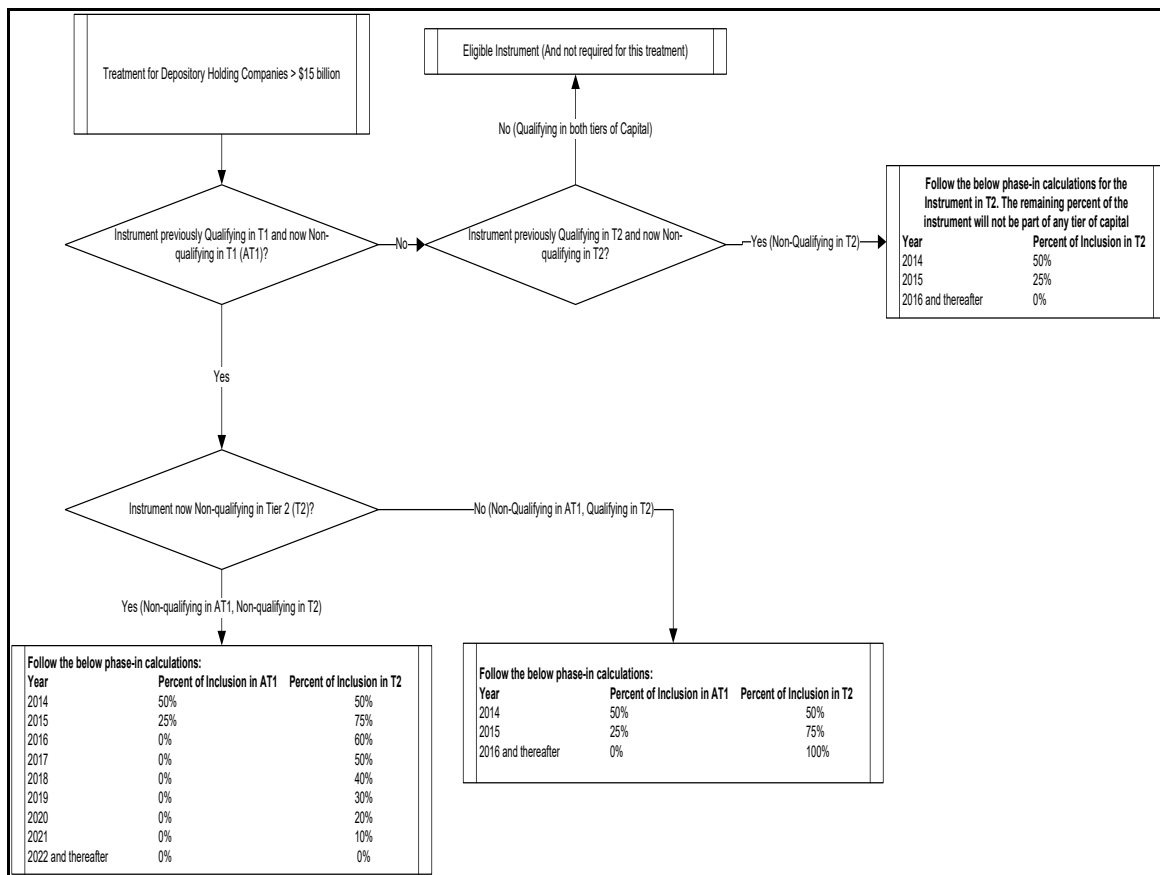 Treatment for Depository Holding Companies > $15 billion
Eligible Instrument (And not required for this treatment)
No (Qualifying in both tiers of Capital)
Instrument previously Qualifying in T1 and now Non-
qualifying in T1 (AT1)?
No
Instrument previously Qualifying in T2 and now Non-
qualifying in T2?
Yes (Non-Qualifying in T2)
Follow the below phase-in calculations for the
Instrument in T2. The remaining percent of the
instrument will not be part of any tier of capital
Year Percent of Inclusion in T2
2014 50%
2015 25%
2016 and thereafter 0%
Yes
Instrument now Non-qualifying in Tier 2 (T2)?
No (Non-Qualifying in AT1, Qualifying in T2)
Yes (Non-qualifying in AT1, Non-qualifying in T2)
Follow the below phase-in calculations:
Year Percent of Inclusion in AT1 Percent of Inclusion in T2
2014 50% 50%
2015 25% 75%
2016 0% 60%
2017 0% 50%
2018 0% 40%
2019 0% 30%
2020 0% 20%
2021 0% 10%
2022 and thereafter 0% 0%
Follow the below phase-in calculations:
Year Percent of Inclusion in AT1 Percent of Inclusion in T2
2014 50% 50%
2015 25% 75%
2016 and thereafter 0% 100%